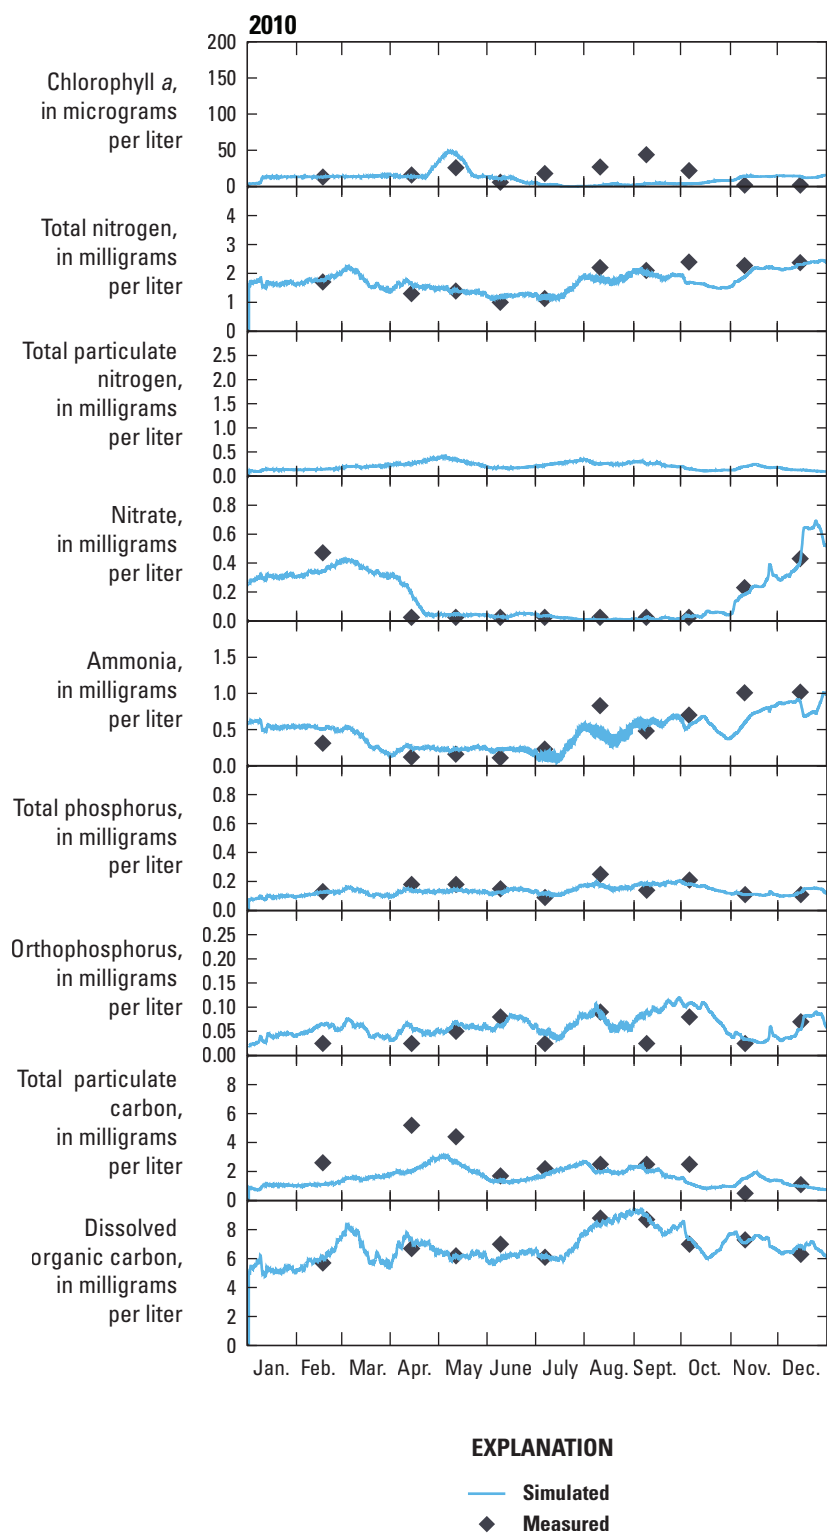 2010
Chlorophyll a,
in micrograms
per liter
200
150
100
50
0
Total nitrogen,
in milligrams
per liter
4
3
2
1
0
Total particulate
nitrogen,
in milligrams
per liter
2.5
2.0
1.5
1.0
0.5
0.0
Nitrate,
in milligrams
per liter
0.8
0.6
0.4
0.2
0.0
Ammonia,
in milligrams
per liter
1.5
1.0
0.5
0.0
Total phosphorus,
in milligrams
per liter
0.8
0.6
0.4
0.2
0.0
Orthophosphorus,
in milligrams
per liter
0.25
0.20
0.15
0.10
0.05
0.00
Total particulate
carbon,
in milligrams
per liter
8
6
4
2
0
Dissolved
organic carbon,
in milligrams
per liter
8
6
4
2
0
Jan. Feb. Mar. Apr. May June July Aug. Sept. Oct. Nov. Dec.
EXPLANATION
Simulated
Measured